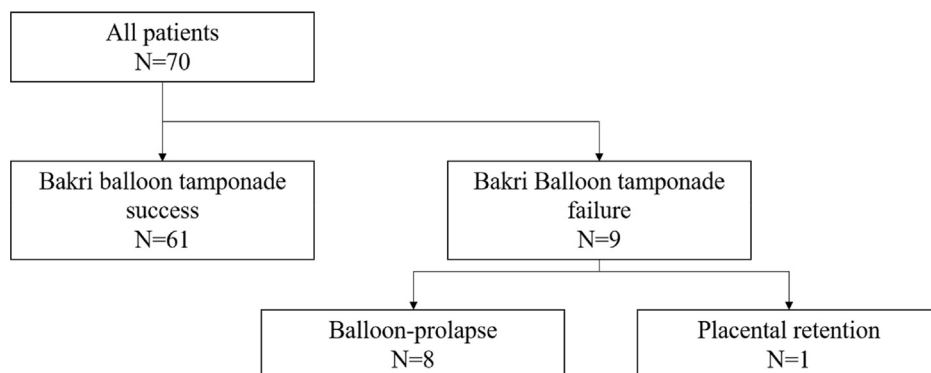 All patients
N=70
Bakri balloon tamponade
success
N=61
Bakri Balloon tamponade
failure
N=9
Balloon-prolapse
N=8
Placental retention
N=1